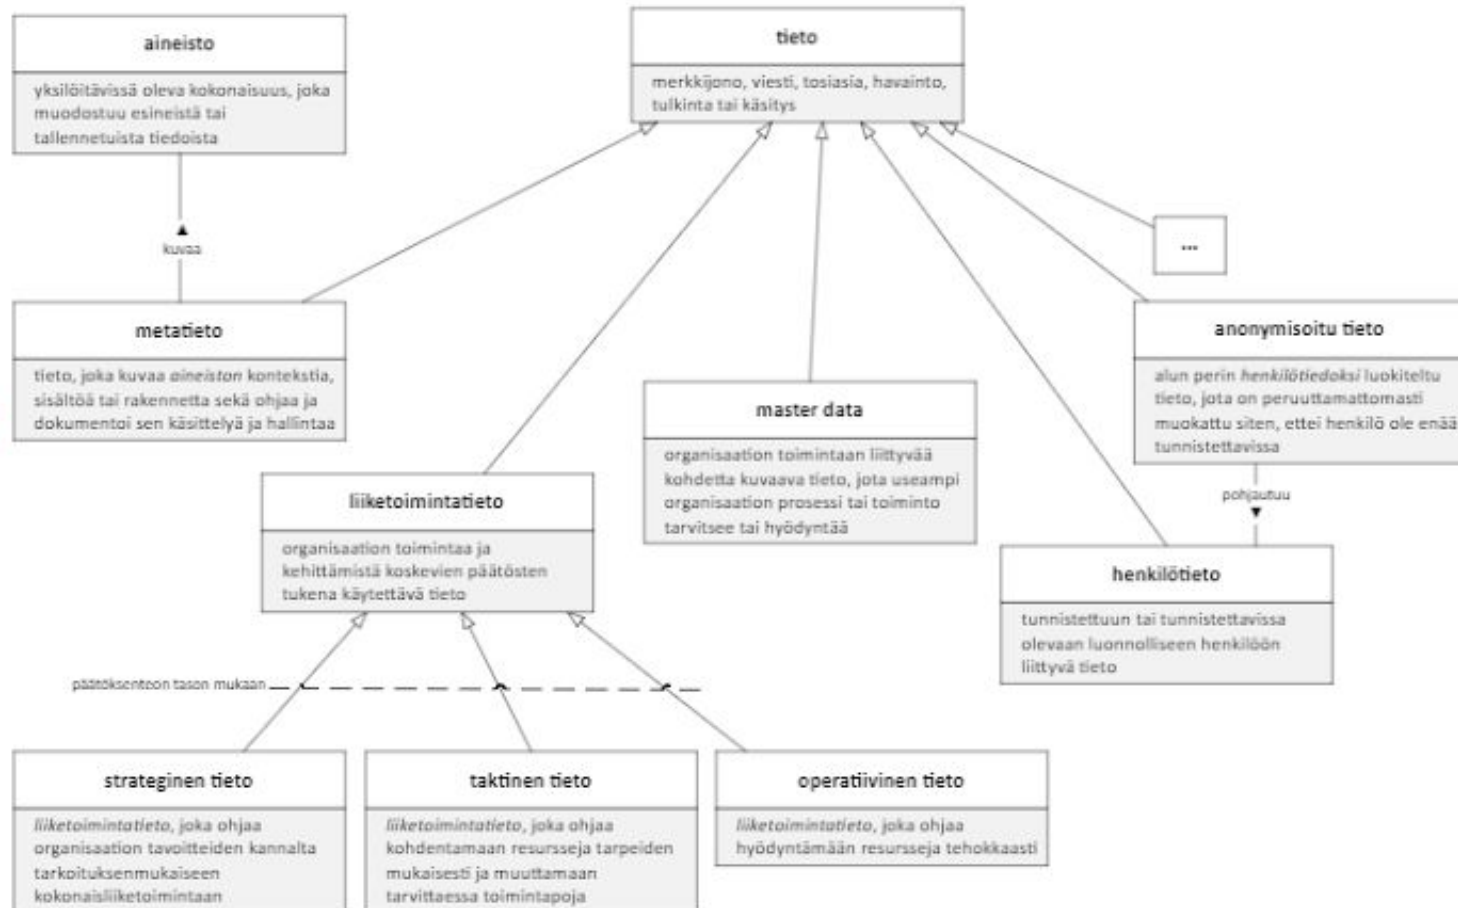 aineisto
yksilöitävissä oleva kokonaisuus, joka
muodostuu esineistä tai
tallennetuista tiedoista
tieto
merkkijono, viesti, tosiasia, havainto,
tulkinta tai käsitys
kuvaa
...
metatieto
tieto, joka kuvaa aineiston kontekstia,
sisältöä tai rakennetta sekä ohjaa ja
dokumentoi sen käsittelyä ja hallintaa
anonymisoitu tieto
alun perin henkilötiedoksi luokiteltu
tieto, jota on peruuttamattomasti
muokattu siten, ettei henkilö ole enää
tunnistettavissa
master data
organisaation toimintaan liittyvää
kohdetta kuvaava tieto, jota useampi
organisaation prosessi tai toiminto
tarvitsee tai hyödyntää
liiketoimintatieto
organisaation toimintaa ja
kehittämistä koskevien päätösten
tukena käytettävä tieto
pohjautuu
henkilötieto
tunnistettuun tai tunnistettavissa
olevaan luonnolliseen henkilöön
liittyvä tieto
päätöksenteon tason mukaan
strateginen tieto
liiketoimintatieto, joka ohjaa
organisaation tavoitteiden kannalta
tarkoituksenmukaiseen
kokonaisliiketoimintaan
taktinen tieto
liiketoimintatieto, joka ohjaa
kohdentamaan resursseja tarpeiden
mukaisesti ja muuttamaan
tarvittaessa toimintapoja
operatiivinen tieto
liiketoimintatieto, joka ohjaa
hyödyntämään resursseja tehokkaasti